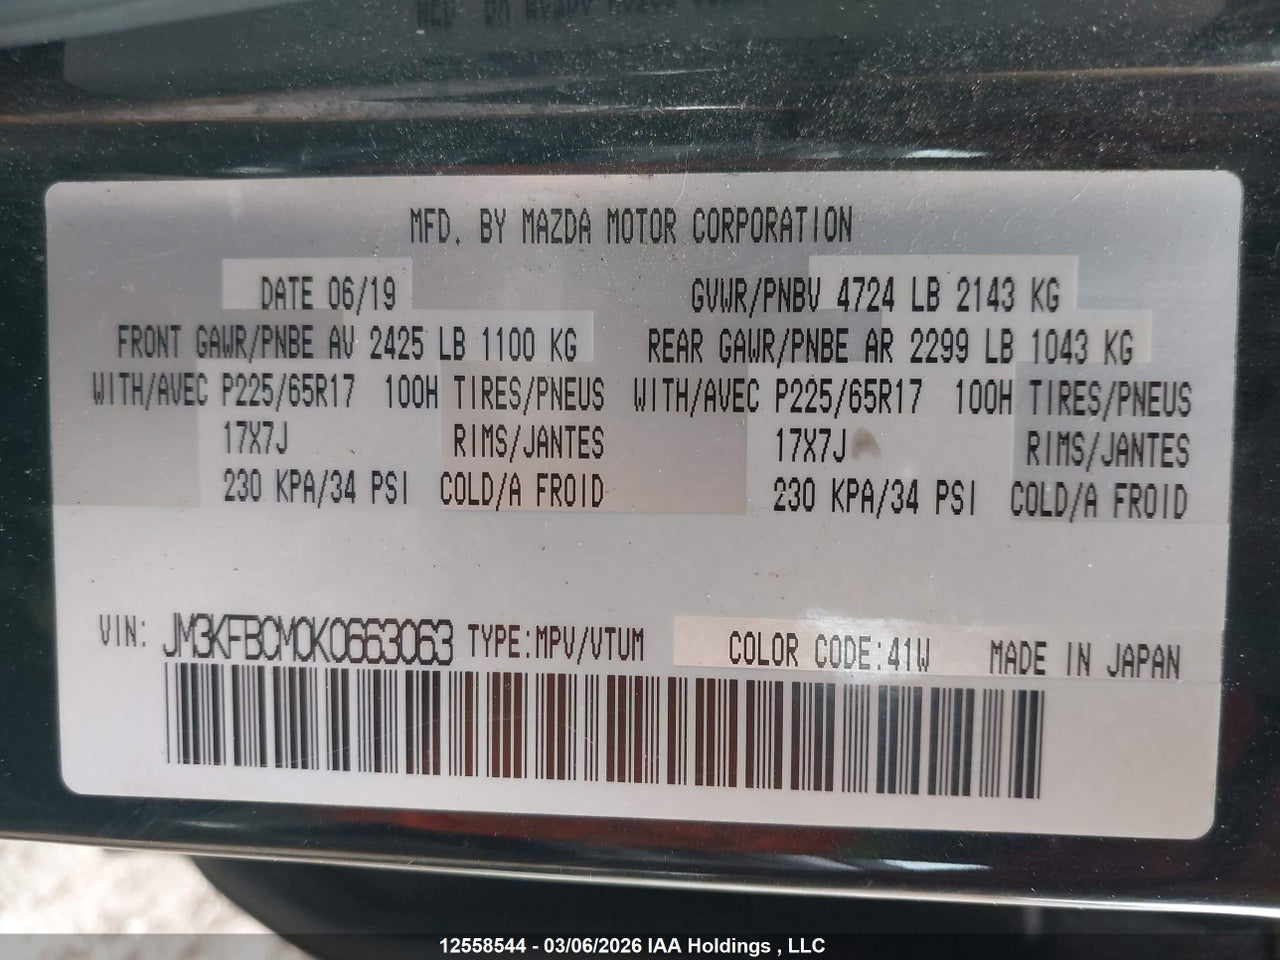 MFD. BY MAZDA MOTOR CORPORATION
DATE 06/19 GVWR/PNBV 4724 LB 2143 KG
FRONT GAWR/PNBE AV 2425 LB 1100 KG REAR GAWR/PNBE AR 2299 LB 1043 KG
WITH/AVEC P225/65R17 100H TIRES/PNEUS WITH/AVEC P225/65R17 100H TIRES/PNEUS
17X7J RIMS/JANTES 17X7J RIMS/JANTES
230 KPA/34 PSI COLD/A FROID 230 KPA/34 PSI COLD/A FROID
VIN: JM3KFBCM0K0663063 TYPE:MPV/VTUM COLOR CODE:41W MADE IN JAPAN
12558544 - 03/06/2026 IAA Holdings , LLC